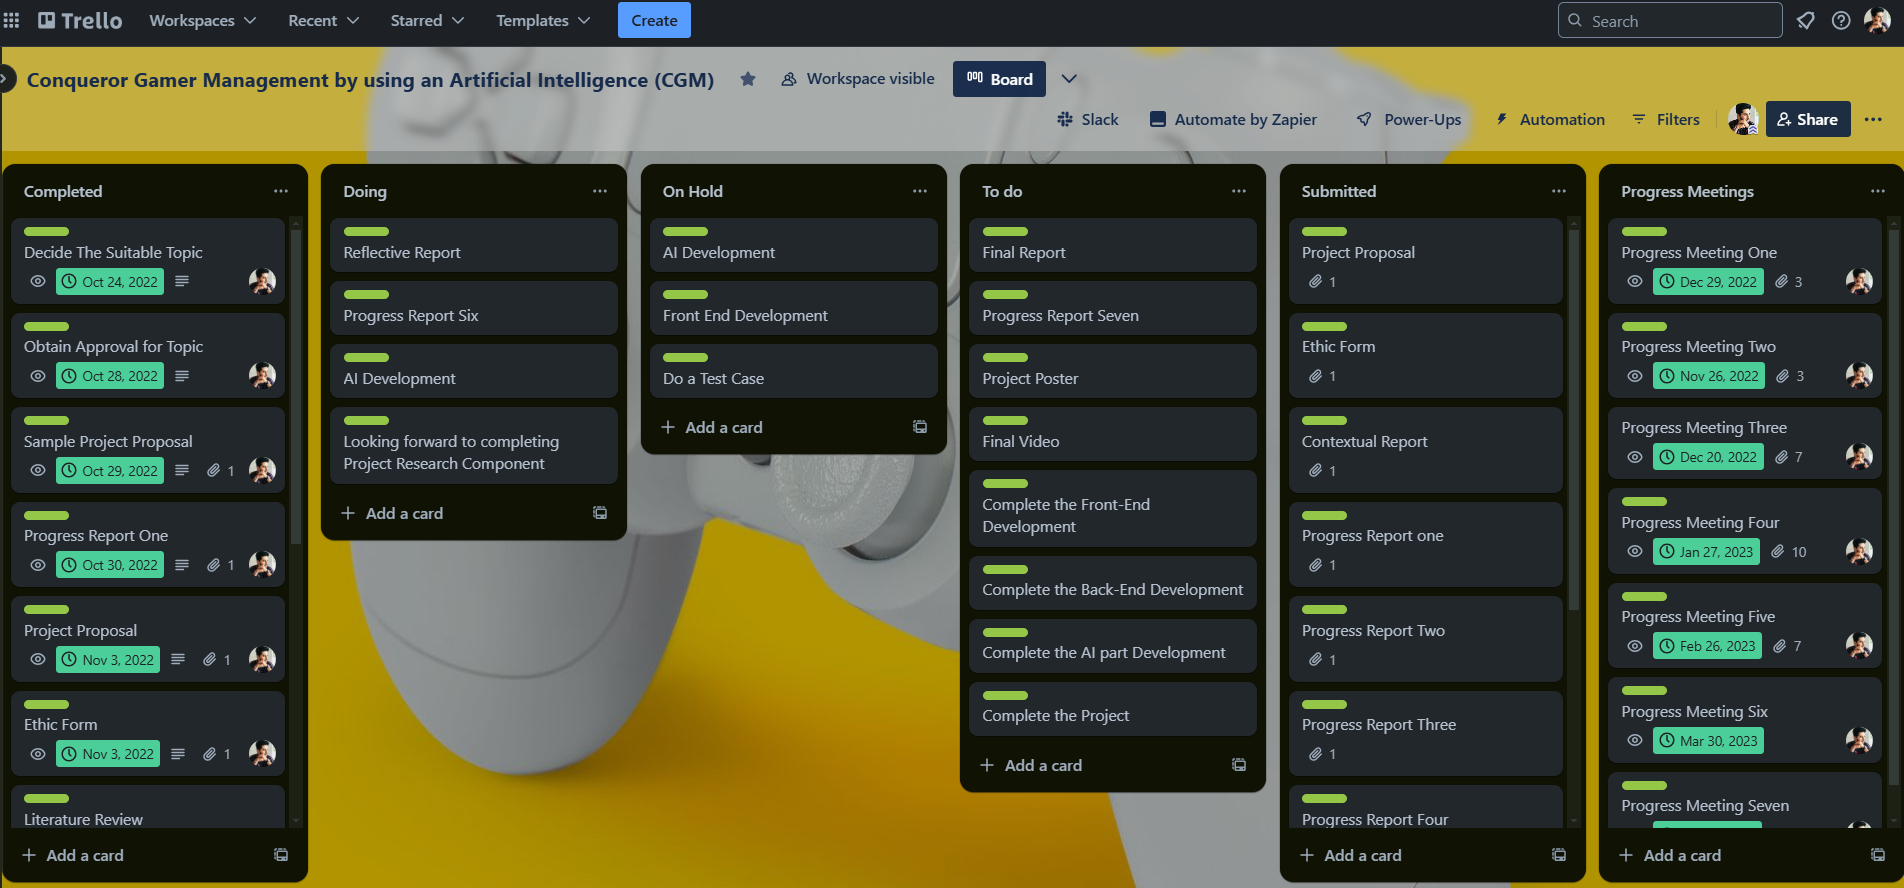 Trello
Workspaces
Recent
Starred
Templates
Create
Search
Conqueror Gamer Management by using an Artificial Intelligence (CGM)
Workspace visible
Board
Slack
Automate by Zapier
Power-Ups
Automation
Filters
Share
Completed
Decide The Suitable Topic
Oct 24, 2022
Obtain Approval for Topic
Oct 28, 2022
Sample Project Proposal
Oct 29, 2022
1
Progress Report One
Oct 30, 2022
1
Project Proposal
Nov 3, 2022
1
Ethic Form
Nov 3, 2022
1
Literature Review
Add a card
Doing
Reflective Report
Progress Report Six
AI Development
Looking forward to completing
Project Research Component
Add a card
On Hold
AI Development
Front End Development
Do a Test Case
Add a card
To do
Final Report
Progress Report Seven
Project Poster
Final Video
Complete the Front-End
Development
Complete the Back-End Development
Complete the AI part Development
Complete the Project
Add a card
Submitted
Project Proposal
1
Ethic Form
1
Contextual Report
1
Progress Report one
1
Progress Report Two
1
Progress Report Three
1
Progress Report Four
Add a card
Progress Meetings
Progress Meeting One
Dec 29, 2022
3
Progress Meeting Two
Nov 26, 2022
3
Progress Meeting Three
Dec 20, 2022
7
Progress Meeting Four
Jan 27, 2023
10
Progress Meeting Five
Feb 26, 2023
7
Progress Meeting Six
Mar 30, 2023
Progress Meeting Seven
Add a card